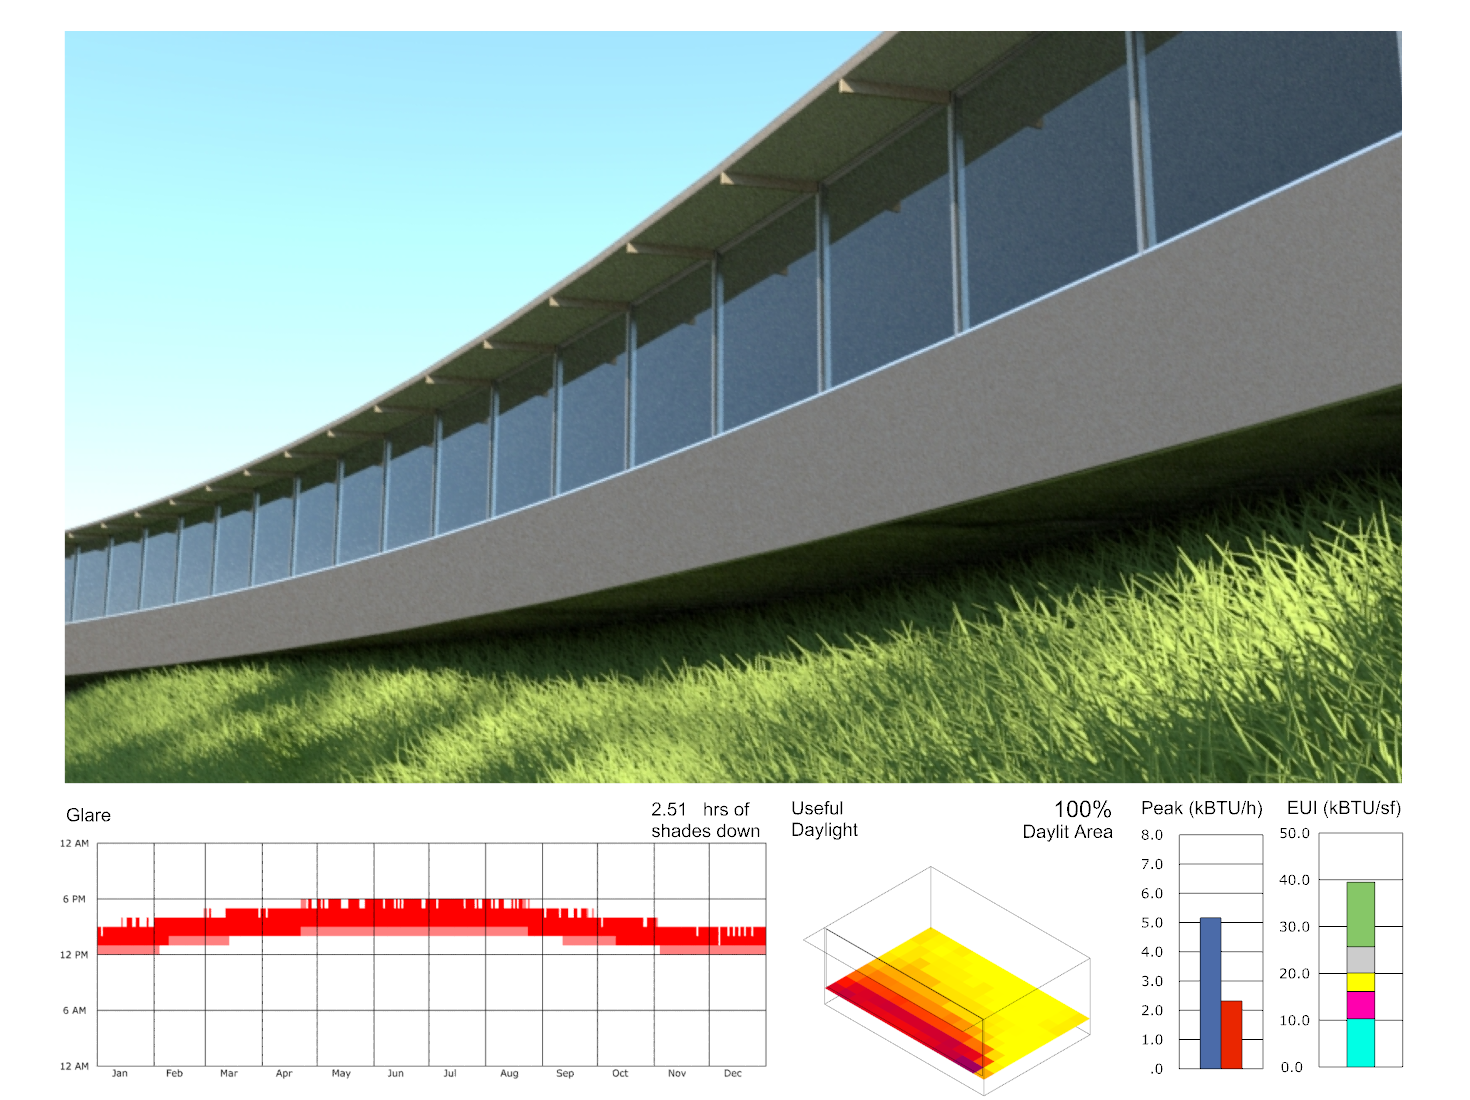 Glare
2.51 hrs of
shades down
12 AM
6 PM
12 PM
6 AM
12 AM
Jan Feb Mar Apr May Jun Jul Aug Sep Oct Nov Dec
Useful
Daylight
100%
Daylit Area
Peak (kBTU/h)
8.0
7.0
6.0
5.0
4.0
3.0
2.0
1.0
.0
EUI (kBTU/sf)
50.0
40.0
30.0
20.0
10.0
0.0